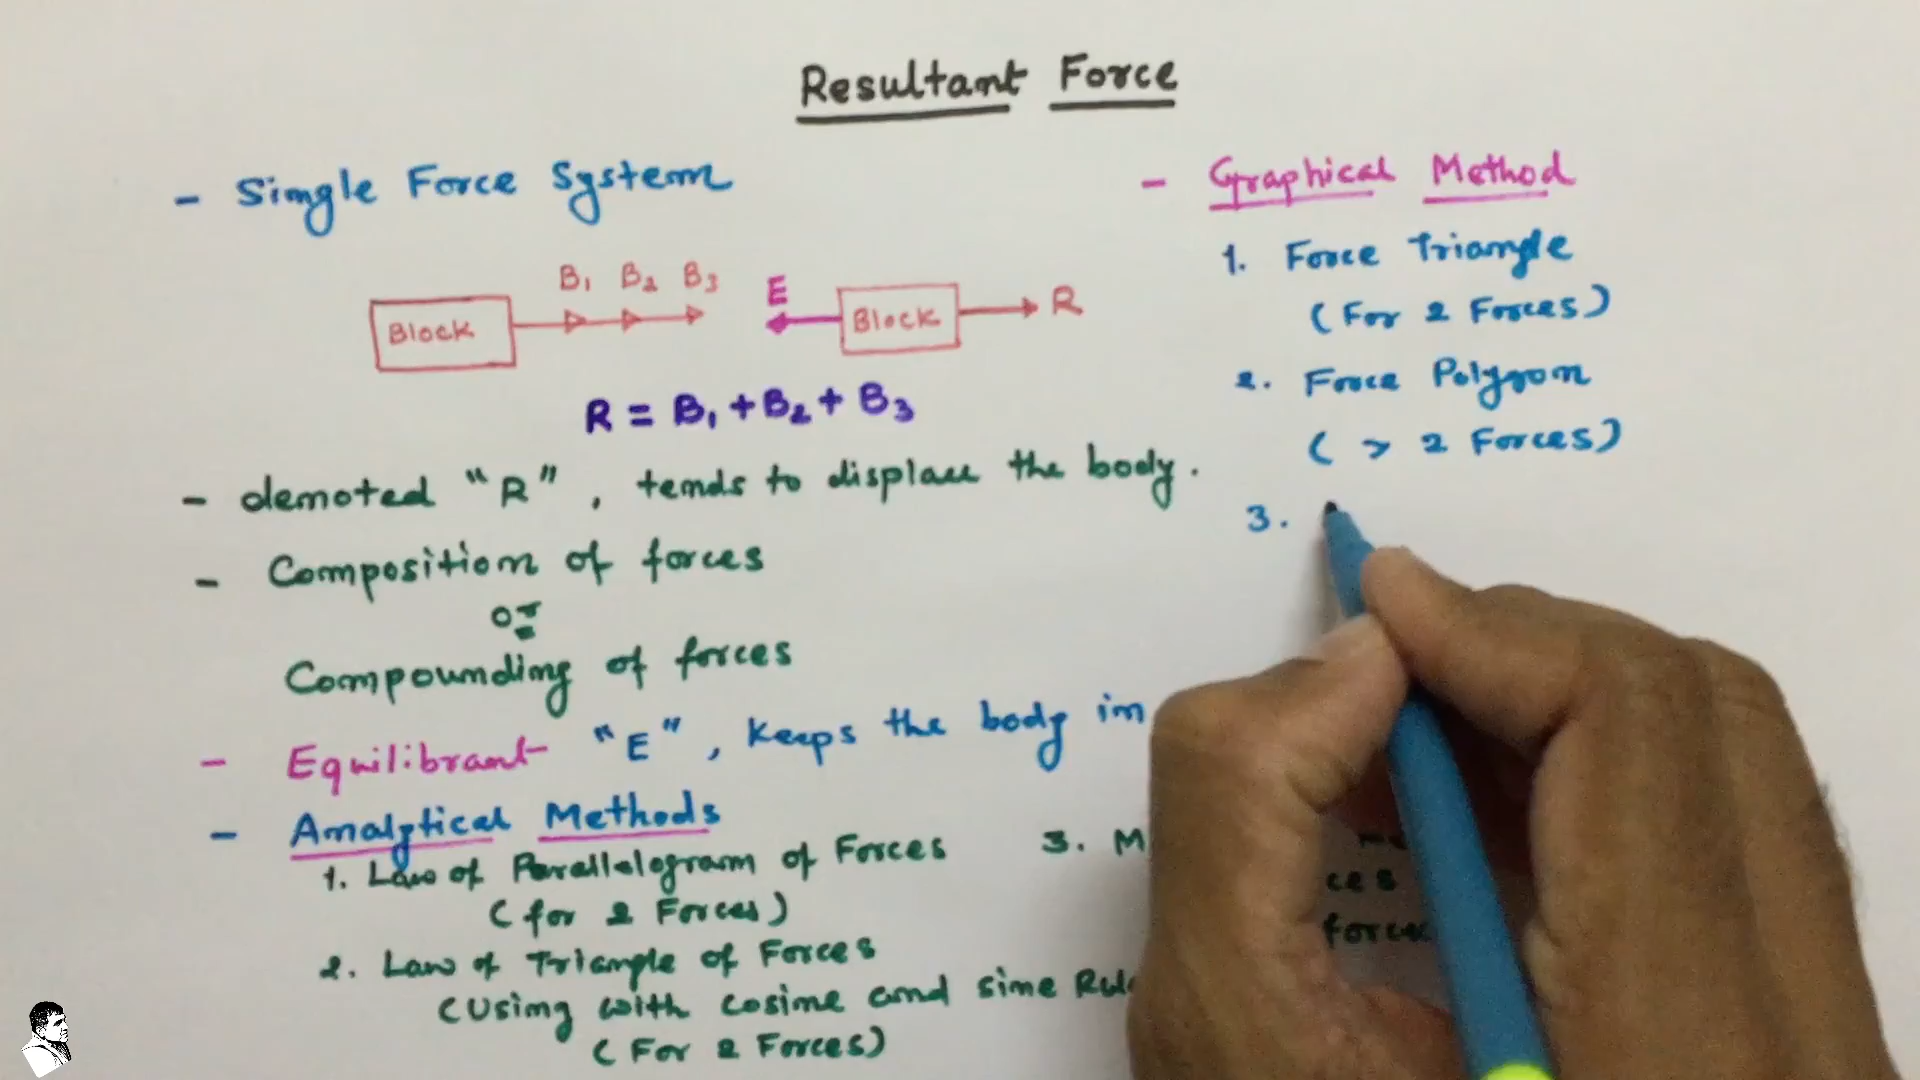 Resultant Force
- Single Force System
B1 B2 B3
Block
E
Block
R
R = B1 + B2 + B3
- denoted "R", tends to displace the body.
- Composition of forces
or
Compounding of forces
- Equilibrant "E", keeps the body in
- Analytical Methods
1. Law of Parallelogram of Forces
(for 2 Forces)
2. Law of Triangle of Forces
(Using with cosine and sine
(For 2 Forces)
3. M
- Graphical Method
1. Force Triangle
(For 2 Forces)
2. Force Polygon
( > 2 Forces)
3.